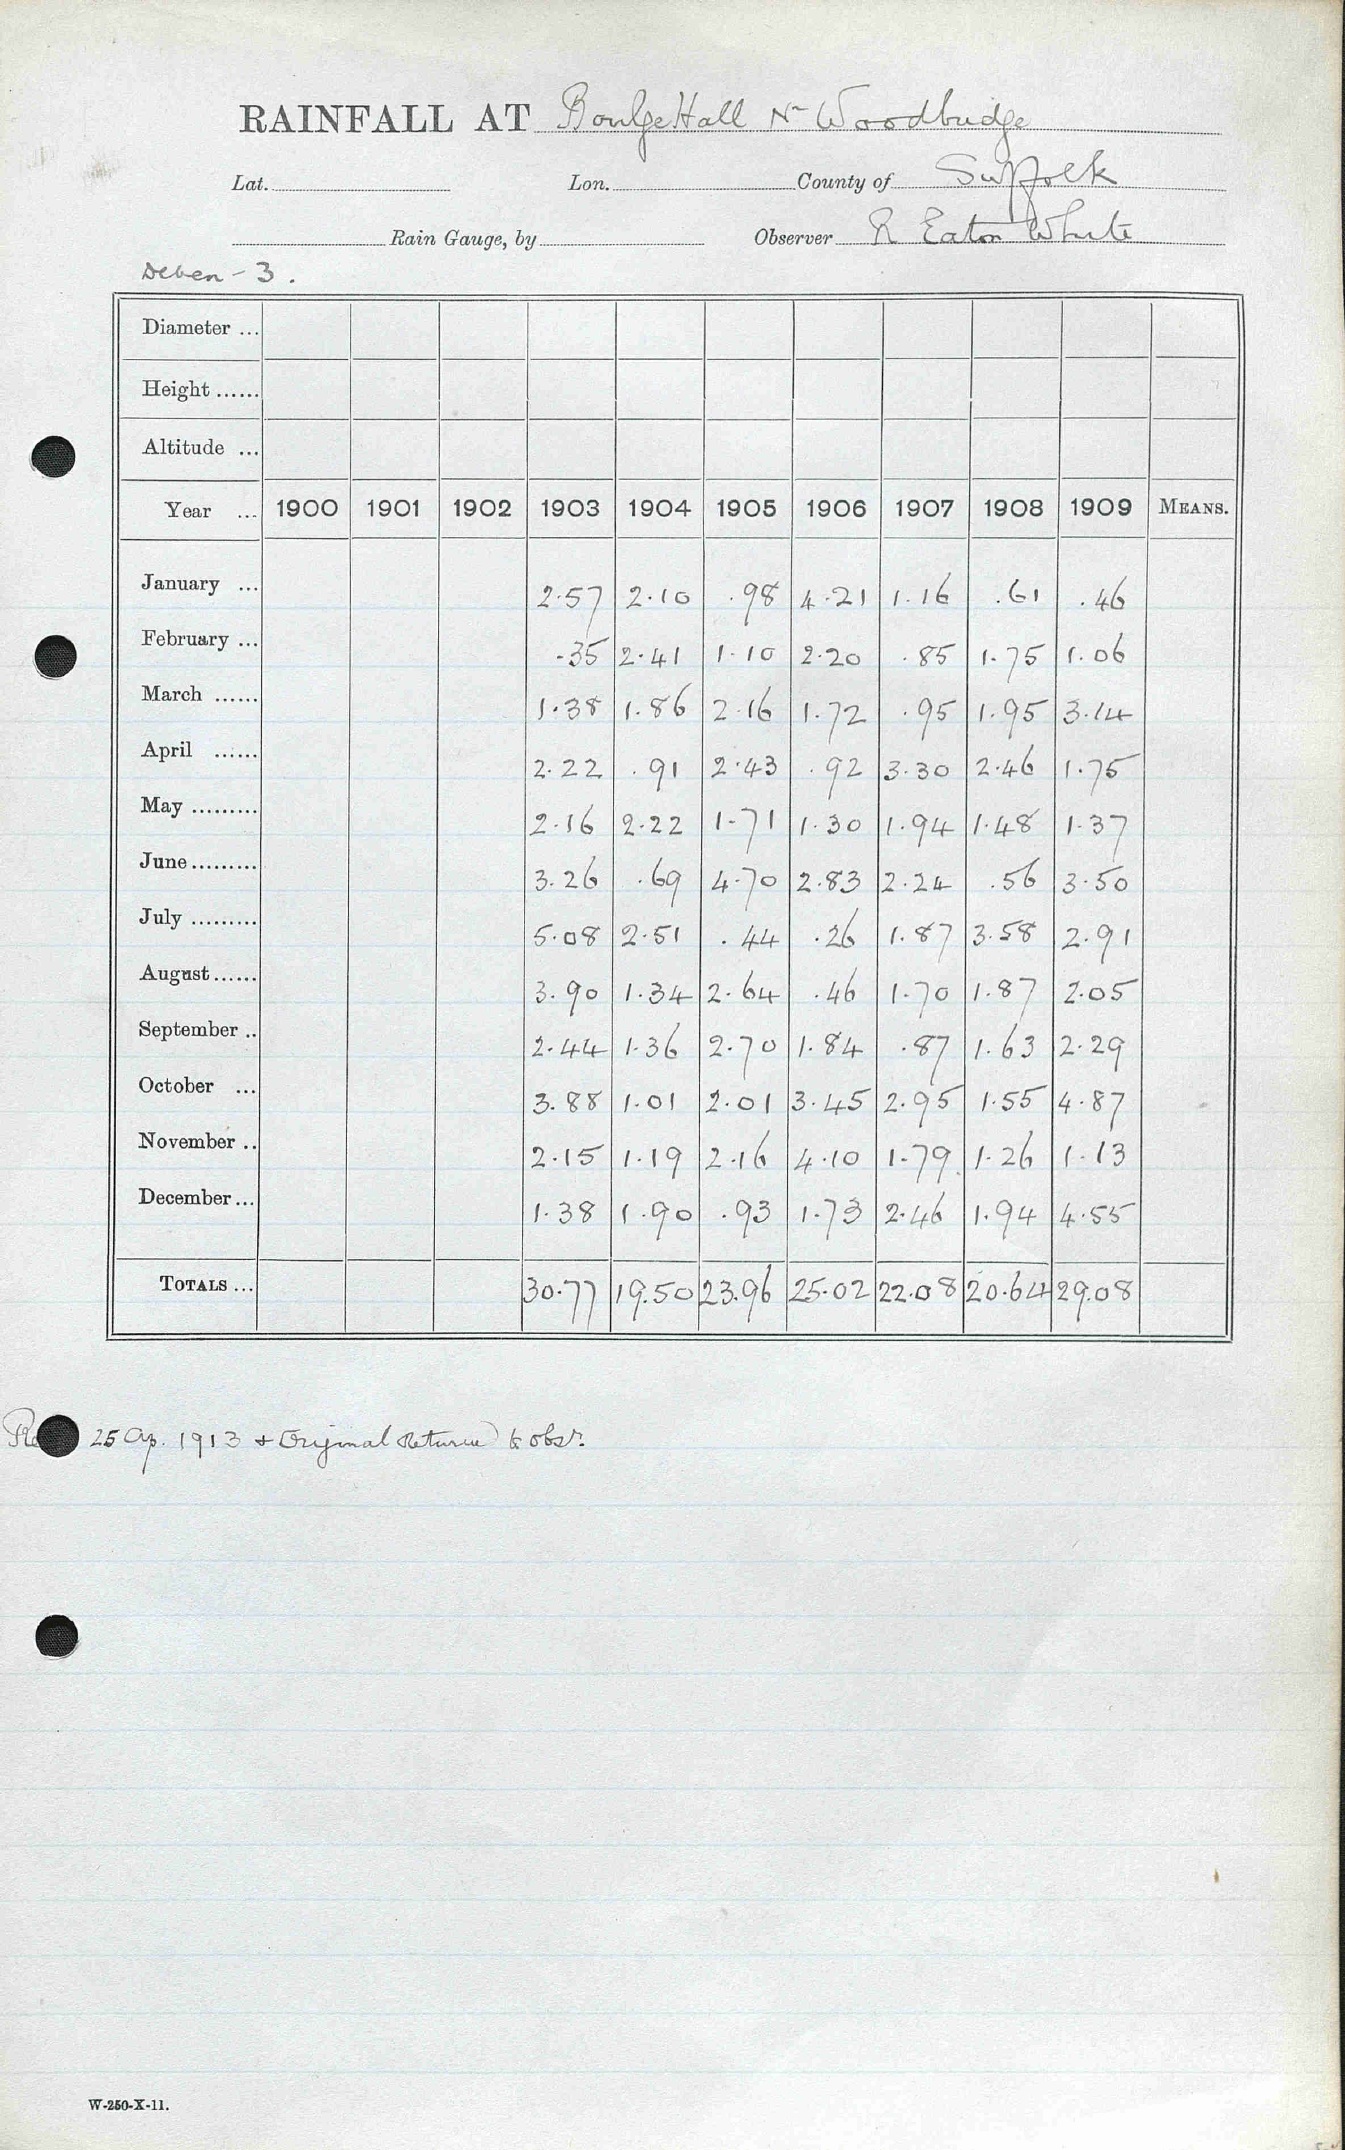 RAINFALL AT Boulge Hall Nr Woodbridge
Lat. Lon. County of Suffolk
Rain Gauge, by Observer R Eaton White
Deben - 3.
Diameter ...
Height ......
Altitude ...
Year ... 1900 1901 1902 1903 1904 1905 1906 1907 1908 1909 MEANS.
January ... 2.57 2.10 .98 4.21 1.16 .61 .46
February ... .35 2.41 1.10 2.20 .85 1.75 1.06
March ...... 1.38 1.86 2.16 1.72 .95 1.95 3.14
April ...... 2.22 .91 2.43 .92 3.30 2.46 1.75
May ......... 2.16 2.22 1.71 1.30 1.94 1.48 1.37
June ......... 3.26 .69 4.70 2.83 2.24 .56 3.50
July ......... 5.08 2.51 .44 .26 1.87 3.58 2.91
August ...... 3.90 1.34 2.64 .46 1.70 1.87 2.05
September .. 2.44 1.36 2.70 1.84 .87 1.63 2.29
October ... 3.88 1.01 2.01 3.45 2.95 1.55 4.87
November .. 2.15 1.19 2.16 4.10 1.79 1.26 1.13
December ... 1.38 1.90 .93 1.73 2.46 1.94 4.55
TOTALS ... 30.77 19.50 23.96 25.02 22.08 20.64 29.08
25 Ap. 1913 + Original Returned to obsr.
W-250-X-11.